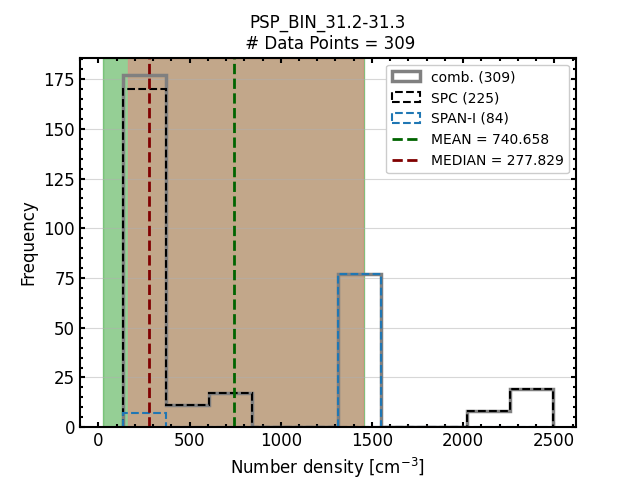 PSP_BIN_31.2-31.3
# Data Points = 309
comb. (309)
SPC (225)
SPAN-I (84)
MEAN = 740.658
MEDIAN = 277.829
Frequency
175
150
125
100
75
50
25
0
0 500 1000 1500 2000 2500
Number density [cm⁻³]